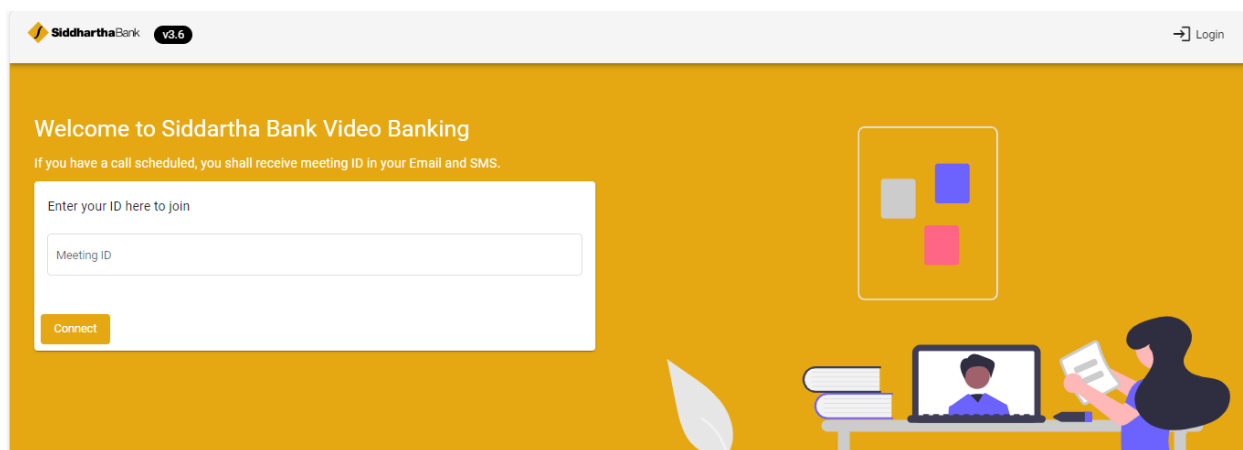 SiddharthaBank v3.6
Login
Welcome to Siddartha Bank Video Banking
If you have a call scheduled, you shall receive meeting ID in your Email and SMS.
Enter your ID here to join
Meeting ID
Connect